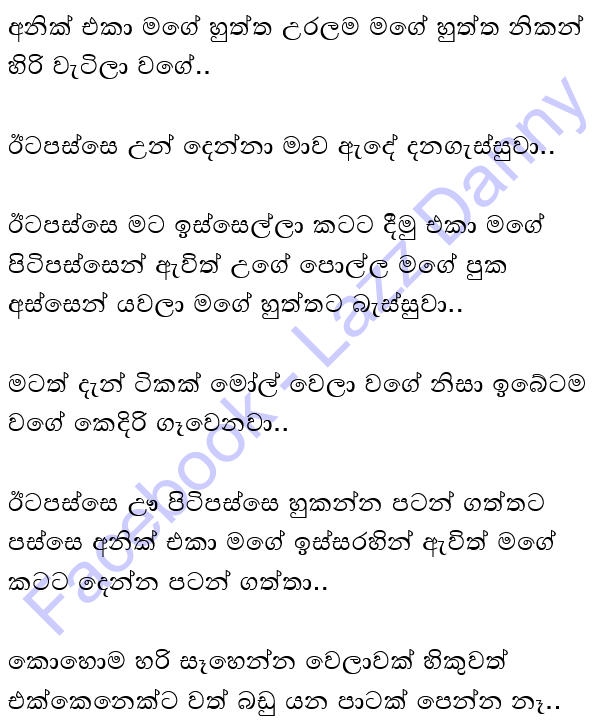 අනික් එකා මගේ හුත්ත උරලම මගේ හුත්ත නිකන්
හිරි වැටිලා වගේ..
ඊටපස්සෙ උන් දෙන්නා මාව ඇදේ දනගැස්සුවා..
ඊටපස්සෙ මට ඉස්සෙල්ලා කටට දීමු එකා මගේ
පිටිපස්සෙන් ඇවිත් උගේ පොල්ල මගේ පුක
අස්සෙන් යවලා මගේ හුත්තට බැස්සුවා..
මටත් දැන් ටිකක් මෝල් වෙලා වගේ නිසා ඉබේටම
වගේ කෙදිරි ගෑවෙනවා..
ඊටපස්සෙ ඌ පිටිපස්සෙ හුකන්න පටන් ගත්තට
පස්සෙ අනික් එකා මගේ ඉස්සරහින් ඇවිත් මගේ
කටට දෙන්න පටන් ගත්තා..
කොහොම හරි සෑහෙන්න වෙලාවක් හිකුවත්
එක්කෙනෙක්ට වත් බඩු යන පාටක් පෙන්න නෑ..
Facebook - Lazz Danny